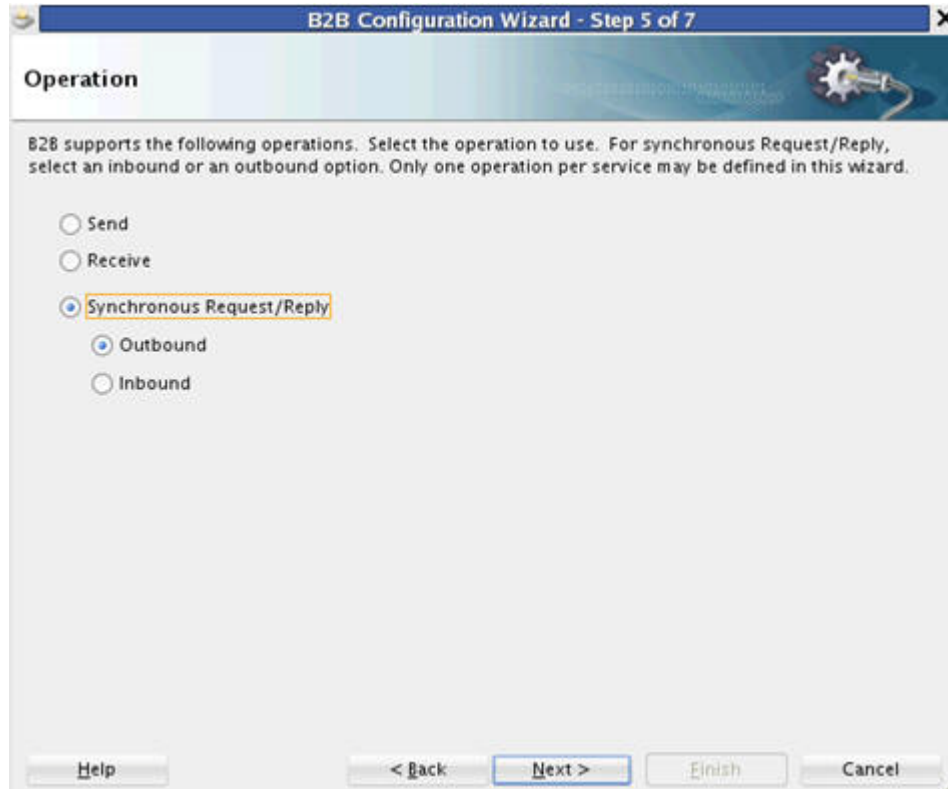 B2B Configuration Wizard - Step 5 of 7
Operation
B2B supports the following operations. Select the operation to use. For synchronous Request/Reply,
select an inbound or an outbound option. Only one operation per service may be defined in this wizard.
Send
Receive
Synchronous Request/Reply
Outbound
Inbound
Help
< Back
Next >
Finish
Cancel